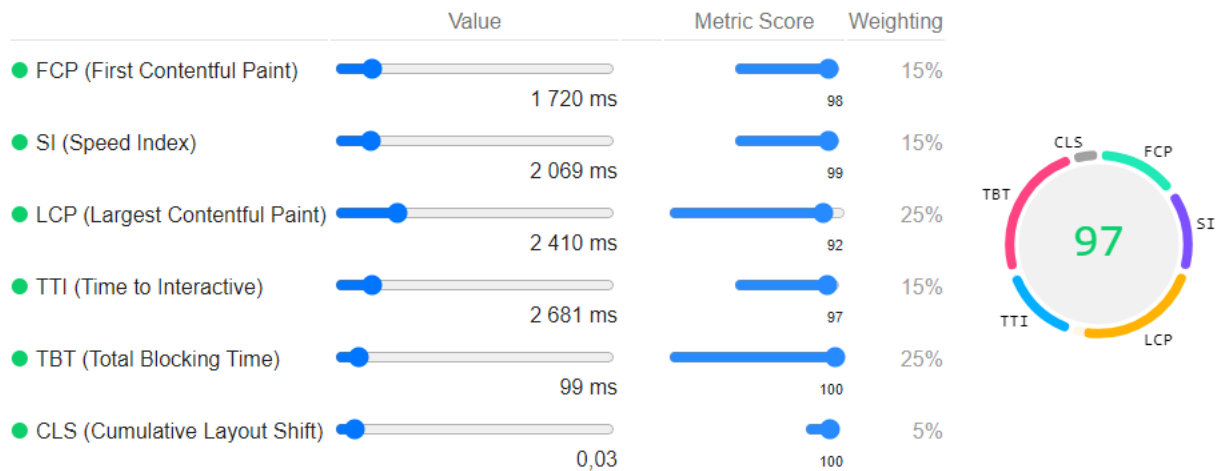 Value Metric Score Weighting
FCP (First Contentful Paint) 15%
1 720 ms 98
SI (Speed Index) 15%
2 069 ms 99
LCP (Largest Contentful Paint) 25%
2 410 ms 92
TTI (Time to Interactive) 15%
2 681 ms 97
TBT (Total Blocking Time) 25%
99 ms 100
CLS (Cumulative Layout Shift) 5%
0,03 100
CLS
FCP
TBT
SI
97
TTI
LCP